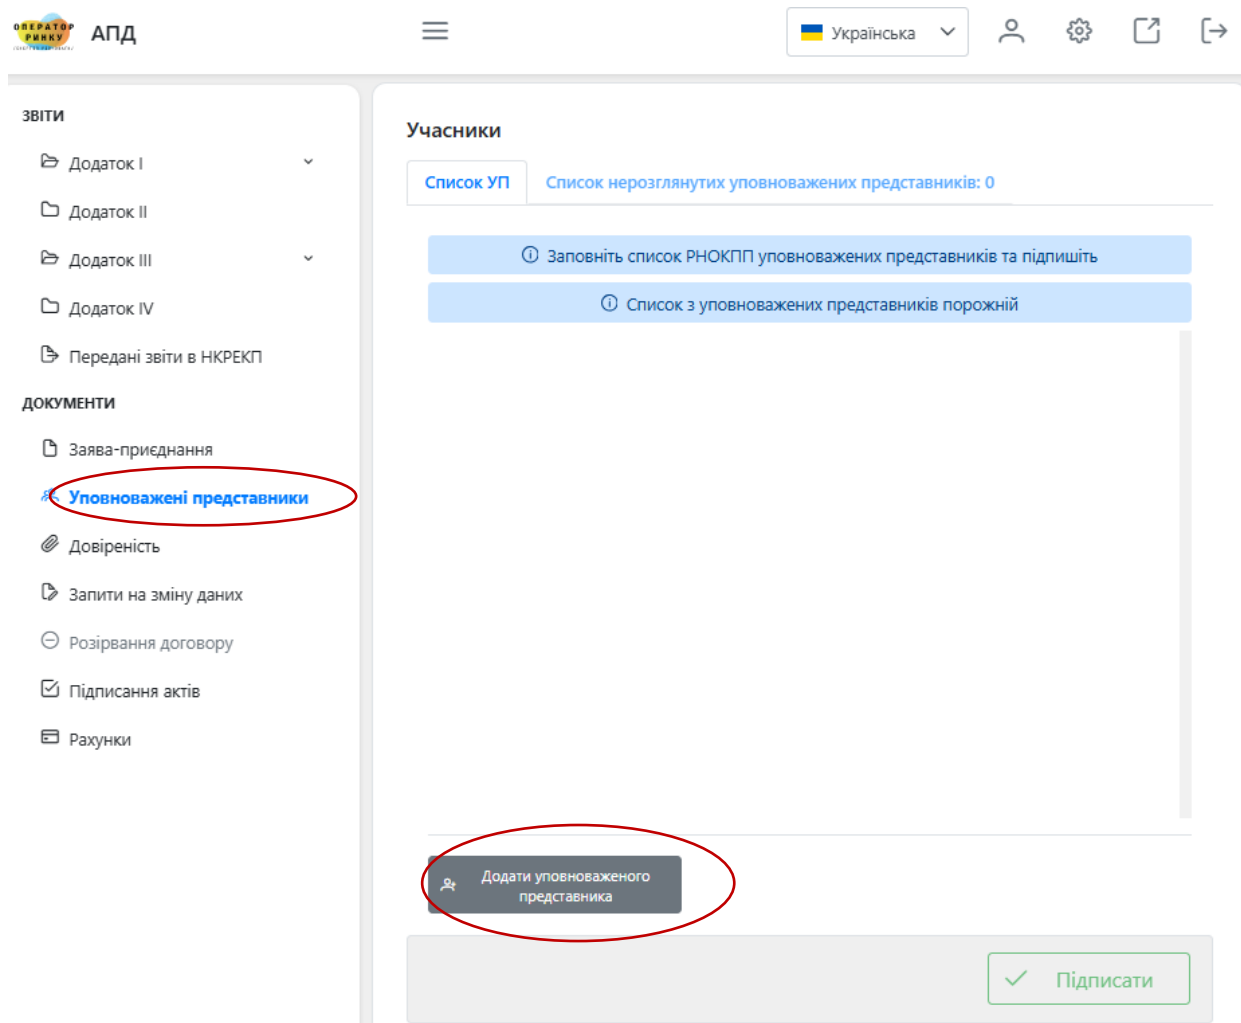 ОПЕРАТОР
РИНКУ
АПД
Українська
ЗВІТИ
Додаток I
Додаток II
Додаток III
Додаток IV
Передані звіти в НКРЕКП
ДОКУМЕНТИ
Заява-приєднання
Уповноважені представники
Довіреність
Запити на зміну даних
Розірвання договору
Підписання актів
Рахунки
Учасники
Список УП
Список нерозглянутих уповноважених представників: 0
Заповніть список РНОКПП уповноважених представників та підпишіть
Список з уповноважених представників порожній
Додати уповноваженого
представника
Підписати